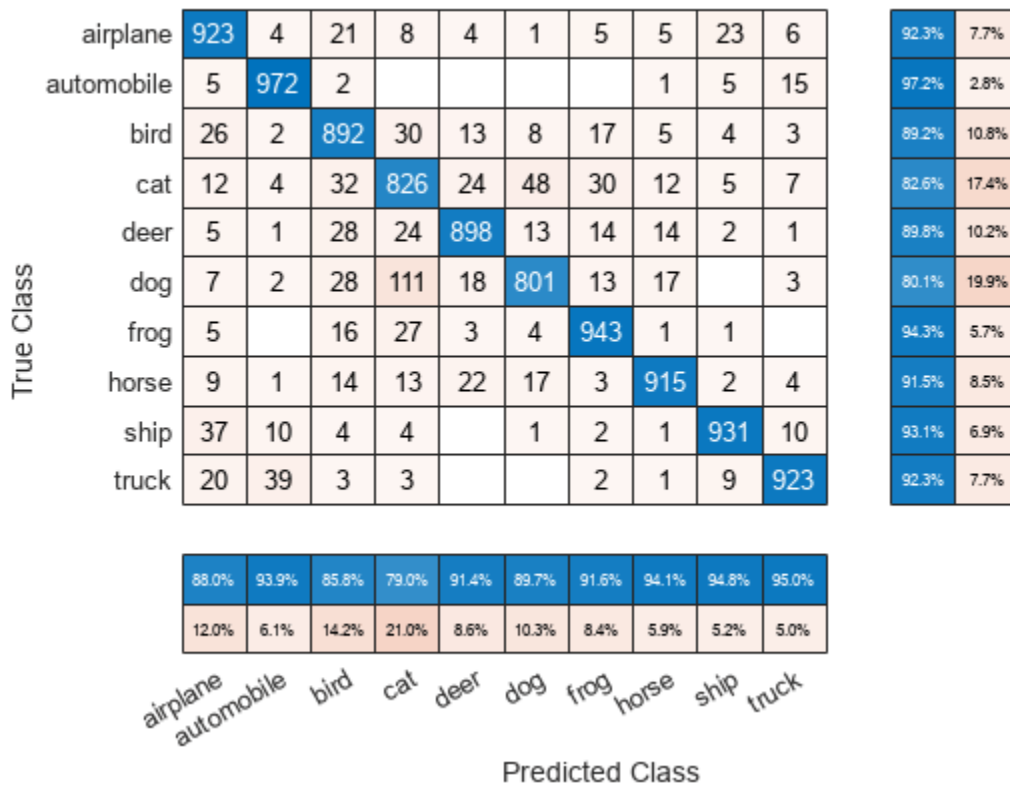 airplane 923 4 21 8 4 1 5 5 23 6 92.3% 7.7%
automobile 5 972 2 1 5 15 97.2% 2.8%
bird 26 2 892 30 13 8 17 5 4 3 89.2% 10.8%
cat 12 4 32 826 24 48 30 12 5 7 82.6% 17.4%
deer 5 1 28 24 898 13 14 14 2 1 89.8% 10.2%
dog 7 2 28 111 18 801 13 17 3 80.1% 19.9%
frog 5 16 27 3 4 943 1 1 94.3% 5.7%
horse 9 1 14 13 22 17 3 915 2 4 91.5% 8.5%
ship 37 10 4 4 1 2 1 931 10 93.1% 6.9%
truck 20 39 3 3 2 1 9 923 92.3% 7.7%
True Class
88.0% 93.9% 85.8% 79.0% 91.4% 89.7% 91.6% 94.1% 94.8% 95.0%
12.0% 6.1% 14.2% 21.0% 8.6% 10.3% 8.4% 5.9% 5.2% 5.0%
airplane automobile bird cat deer dog frog horse ship truck
Predicted Class